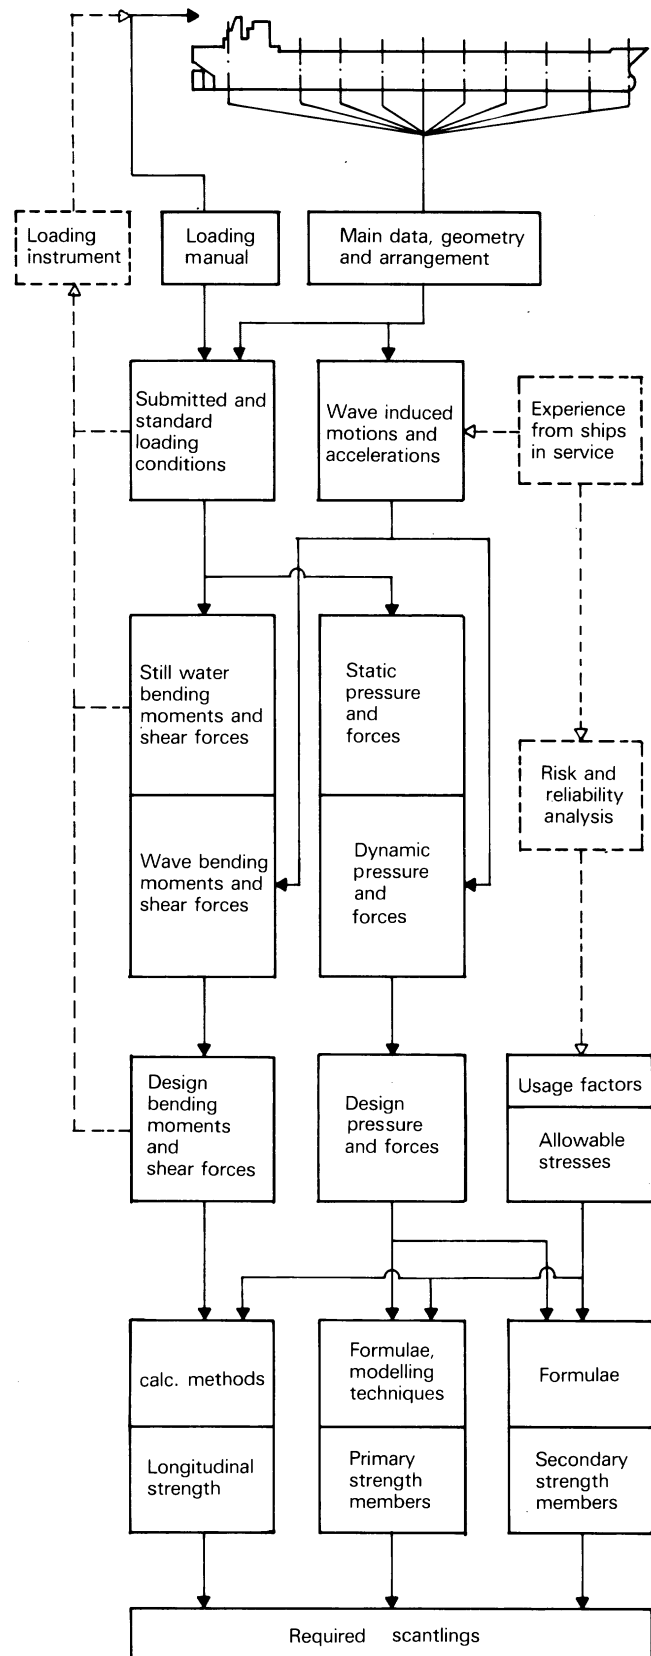 Loading
instrument
Loading
manual
Main data, geometry
and arrangement
Submitted and
standard
loading
conditions
Wave induced
motions and
accelerations
Experience
from ships
in service
Still water
bending
moments and
shear forces
Static
pressure
and
forces
Risk and
reliability
analysis
Wave bending
moments and
shear forces
Dynamic
pressure
and
forces
Design
bending
moments
and
shear forces
Design
pressure
and forces
Usage factors
Allowable
stresses
calc. methods
Formulae,
modelling
techniques
Formulae
Longitudinal
strength
Primary
strength
members
Secondary
strength
members
Required scantlings